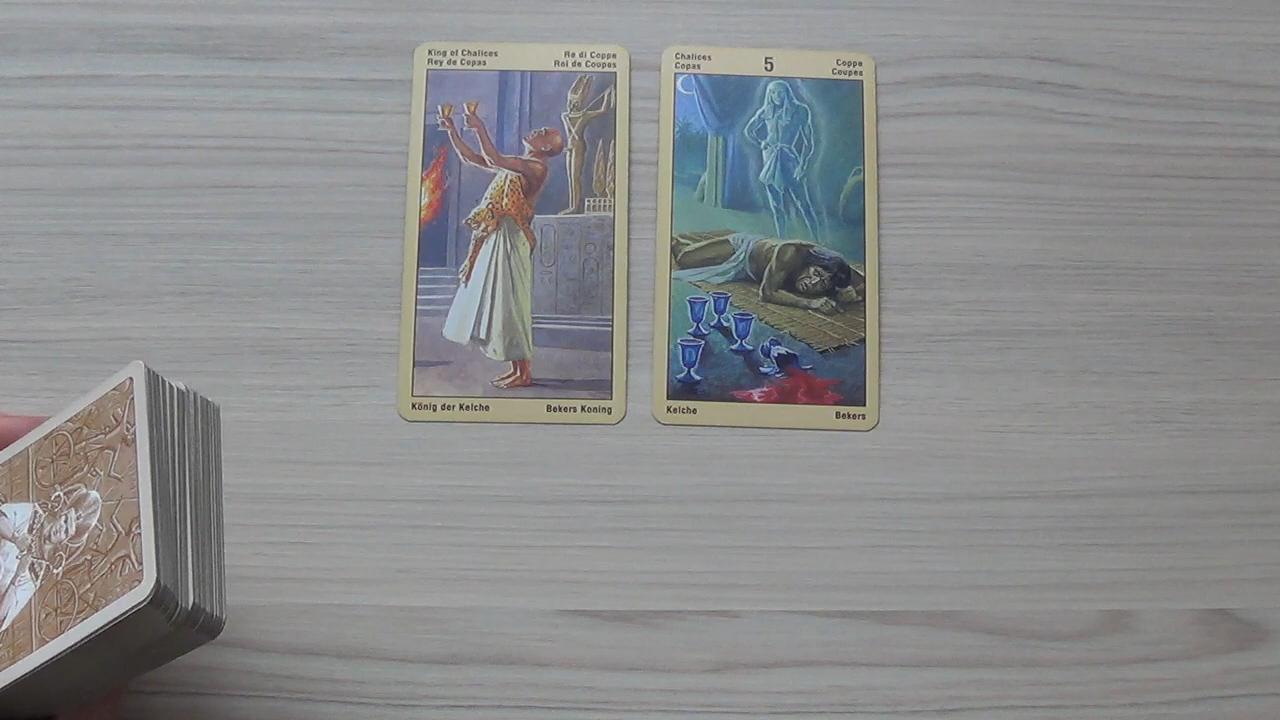 King of Chalices
Rey de Copas
Re di Coppe
Roi de Coupes
König der Kelche
Bekers Koning
Chalices
Copas
5
Coppe
Coupes
Kelche
Bekers